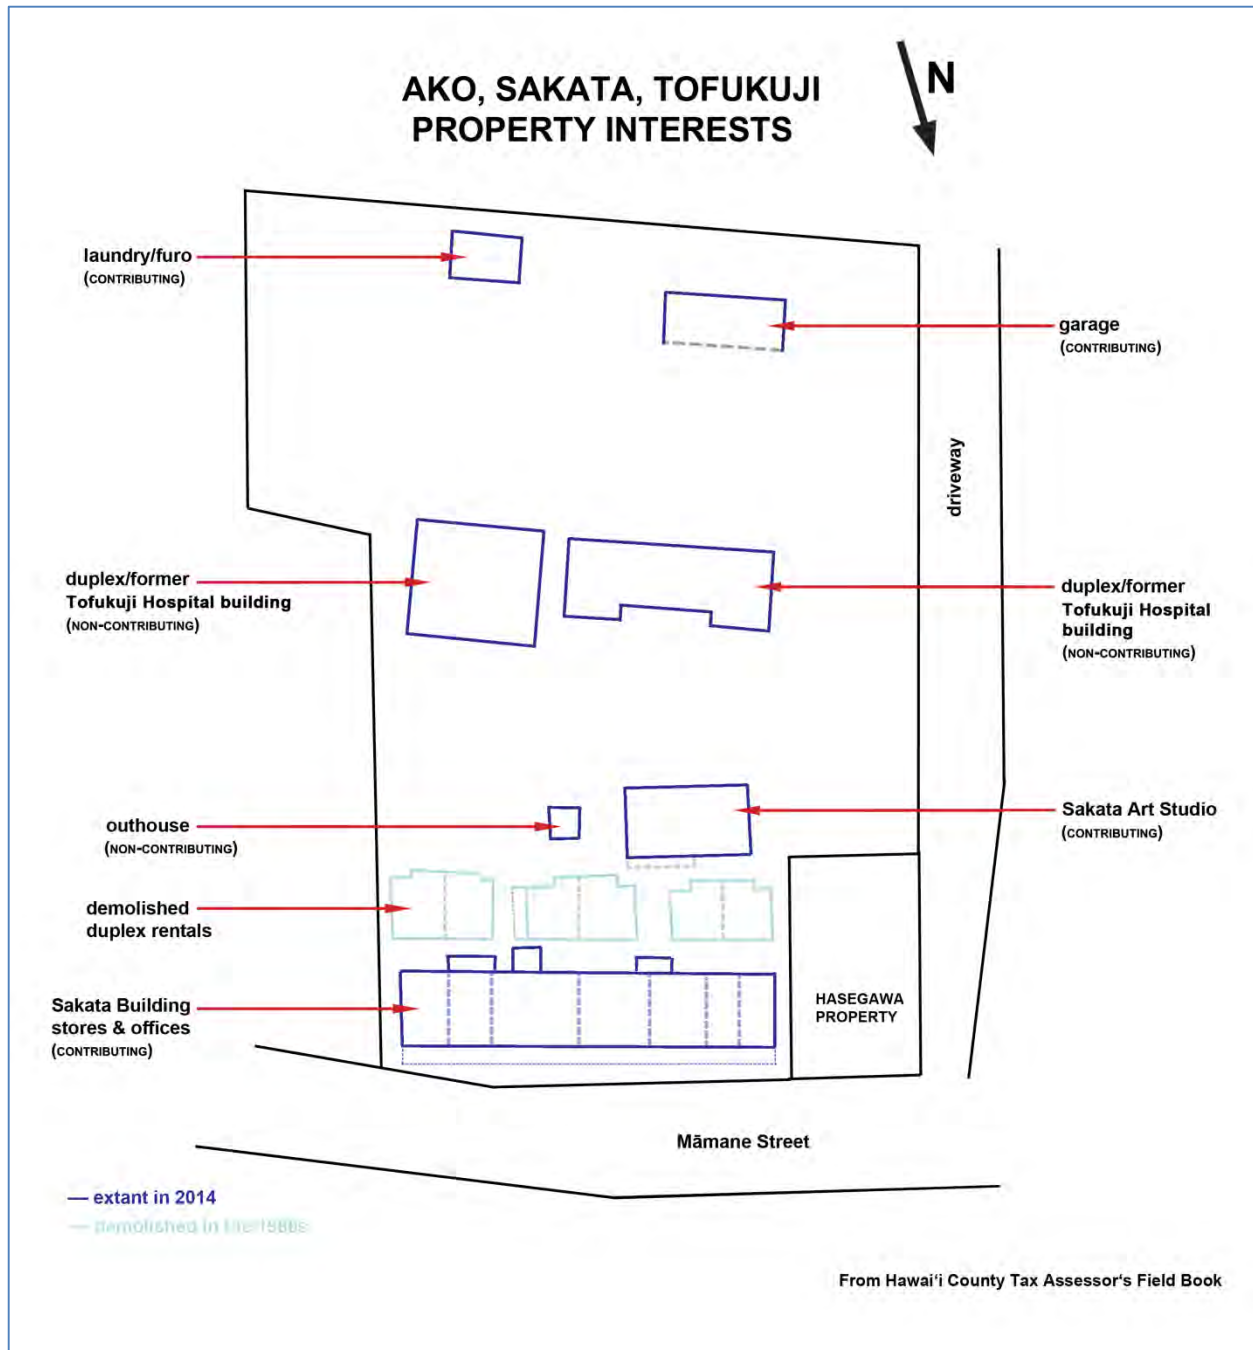 AKO, SAKATA, TOFUKUJI
PROPERTY INTERESTS
N
laundry/furo
(CONTRIBUTING)
garage
(CONTRIBUTING)
driveway
duplex/former
Tofukuji Hospital building
(NON-CONTRIBUTING)
duplex/former
Tofukuji Hospital
building
(NON-CONTRIBUTING)
outhouse
(NON-CONTRIBUTING)
Sakata Art Studio
(CONTRIBUTING)
demolished
duplex rentals
Sakata Building
stores & offices
(CONTRIBUTING)
HASEGAWA
PROPERTY
Māmane Street
— extant in 2014
— demolished in
From Hawai‘i County Tax Assessor‘s Field Book